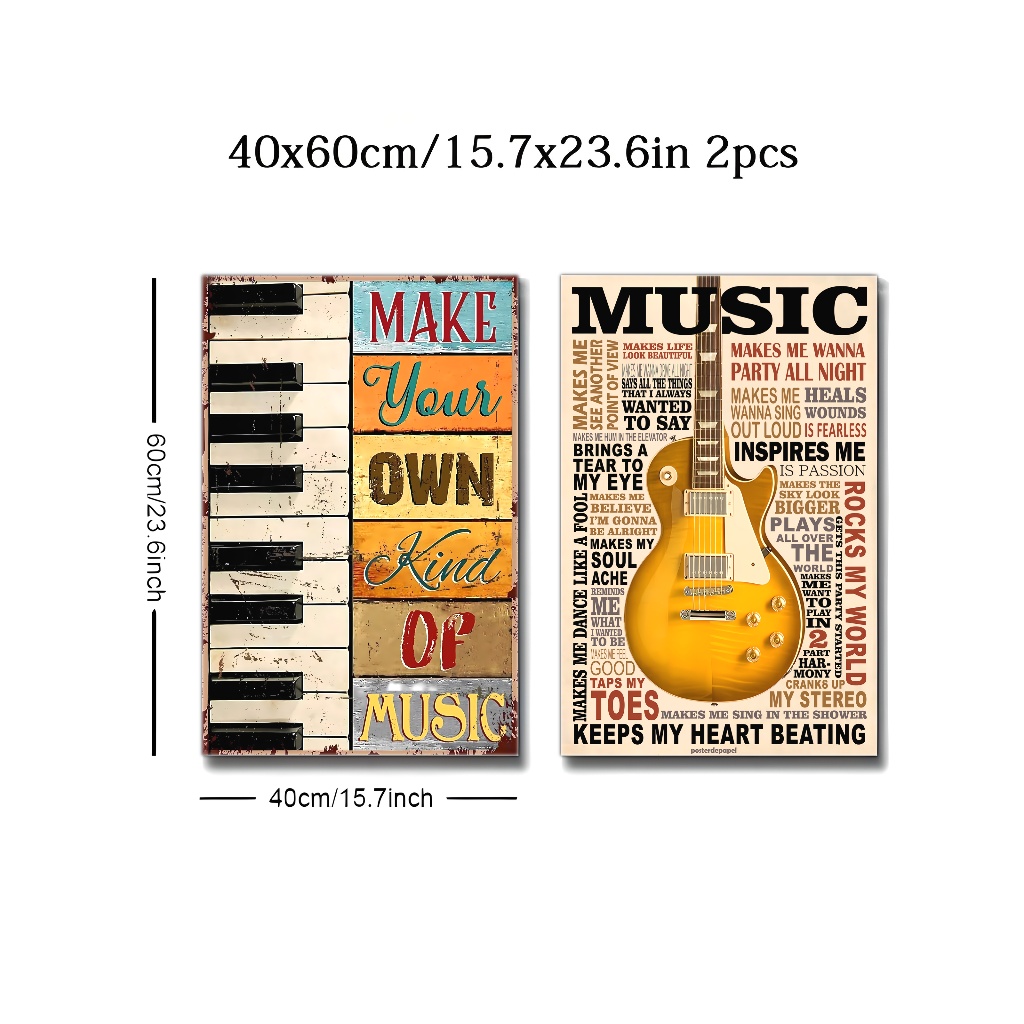 40x60cm/15.7x23.6in 2pcs
60cm/23.6inch
40cm/15.7inch
MAKE
Your
OWN
Kind
OF
MUSIC
MUSIC
MAKES ME
SEE ANOTHER
POINT OF VIEW
MAKES LIFE
LOOK BEAUTIFUL
MAKES ME WANNA DRIVE ALL NIGHT
SAYS ALL THE THINGS
THAT I ALWAYS
WANTED
TO SAY
MAKES ME HUM IN THE ELEVATOR
BRINGS A
TEAR TO
MY EYE
MAKES ME
BELIEVE
I'M GONNA
BE ALRIGHT
MAKES MY
SOUL
ACHE
REMINDS
ME
WHAT
I WANTED
TO BE
MAKES ME FEEL
GOOD
TAPS MY
TOES
MAKES ME DANCE LIKE A FOOL
MAKES ME WANNA
PARTY ALL NIGHT
MAKES ME
WANNA SING
OUT LOUD
HEALS
WOUNDS
IS FEARLESS
INSPIRES ME
IS PASSION
MAKES THE
SKY LOOK
BIGGER
PLAYS
ALL OVER
THE
WORLD
MAKES
ME
WANT
TO
PLAY
IN
2
PART
HAR-
MONY
GETS THIS PARTY STARTED
ROCKS MY WORLD
CRANKS UP
MY STEREO
MAKES ME SING IN THE SHOWER
KEEPS MY HEART BEATING
posterdepapel